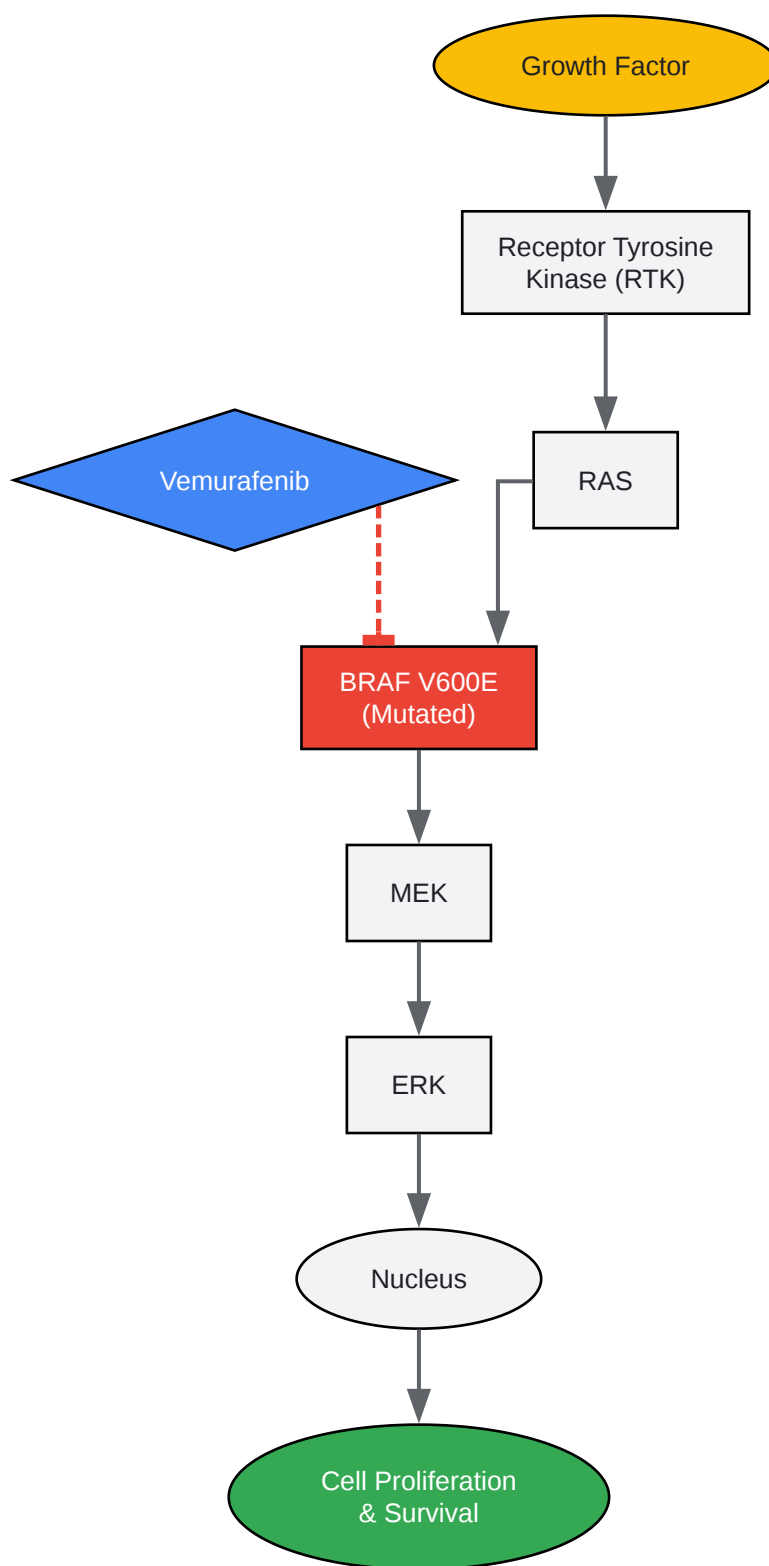 Growth Factor
Receptor Tyrosine
Kinase (RTK)
Vemurafenib
RAS
BRAF V600E
(Mutated)
MEK
ERK
Nucleus
Cell Proliferation
& Survival